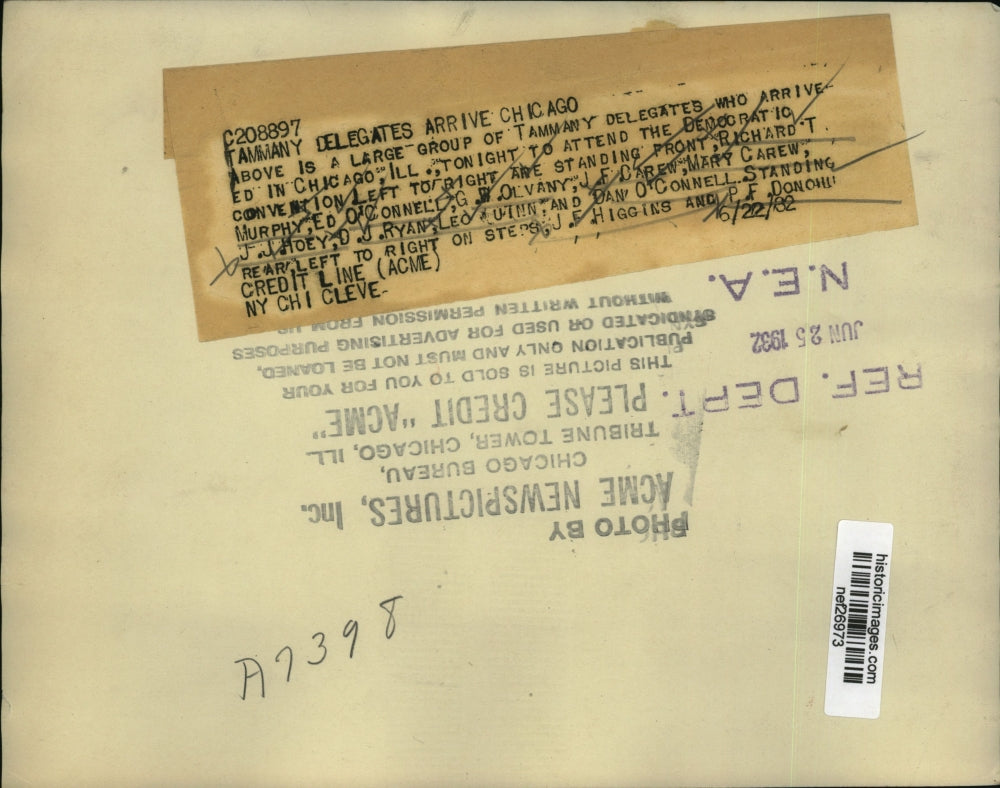 C208897
TAMMANY DELEGATES ARRIVE CHICAGO
ABOVE IS A LARGE GROUP OF TAMMANY DELEGATES WHO ARRIVE-
ED IN CHICAGO, ILL., TONIGHT TO ATTEND THE DEMOCRATIC
CONVENTION LEFT TO RIGHT ARE STANDING FRONT, RICHARD T.
MURPHY, ED O'CONNELL, G. W. OLVANY, J. F. CAREW, MARY CAREW,
J. J. HOEY, D. J. RYAN, LEO QUINN, AND DAN O'CONNELL. STANDING
REAR, LEFT TO RIGHT ON STEPS, J. F. HIGGINS AND P. F. DONOHU
CREDIT LINE (ACME)
NY CHI CLEVE- 6/22/32
N.E.A.
JUN 25 1932
REF. DEPT.
PHOTO BY
ACME NEWSPICTURES, Inc.
CHICAGO BUREAU,
TRIBUNE TOWER, CHICAGO, ILL.
PLEASE CREDIT "ACME"
THIS PICTURE IS SOLD TO YOU FOR YOUR
PUBLICATION ONLY AND MUST NOT BE LOANED,
SYNDICATED OR USED FOR ADVERTISING PURPOSES
WITHOUT WRITTEN PERMISSION FROM US
A7398
historicimages.com
nef26973